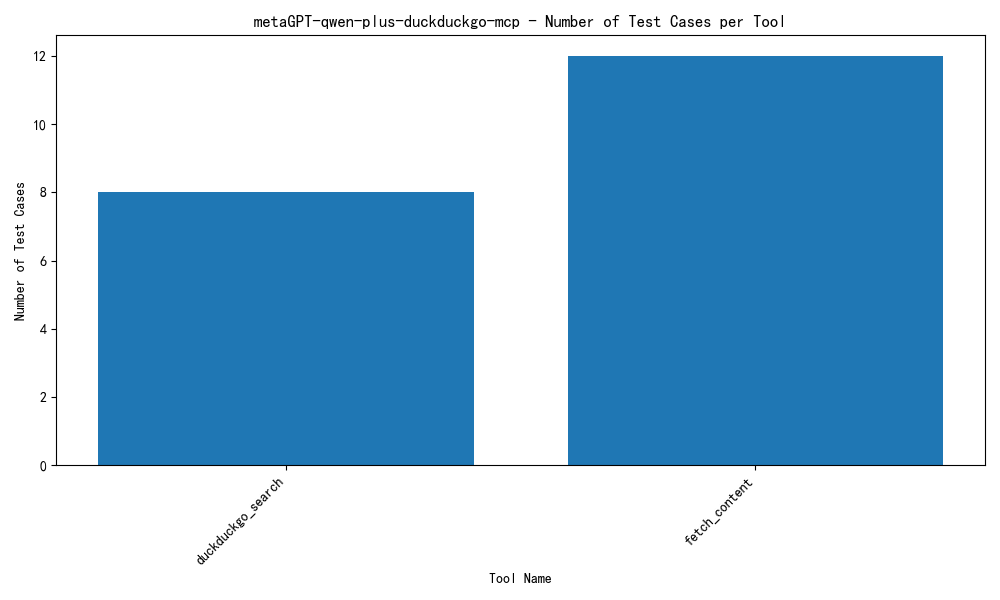 metaGPT-qwen-plus-duckduckgo-mcp - Number of Test Cases per Tool
Number of Test Cases
12
10
8
6
4
2
0
duckduckgo_search
fetch_content
Tool Name